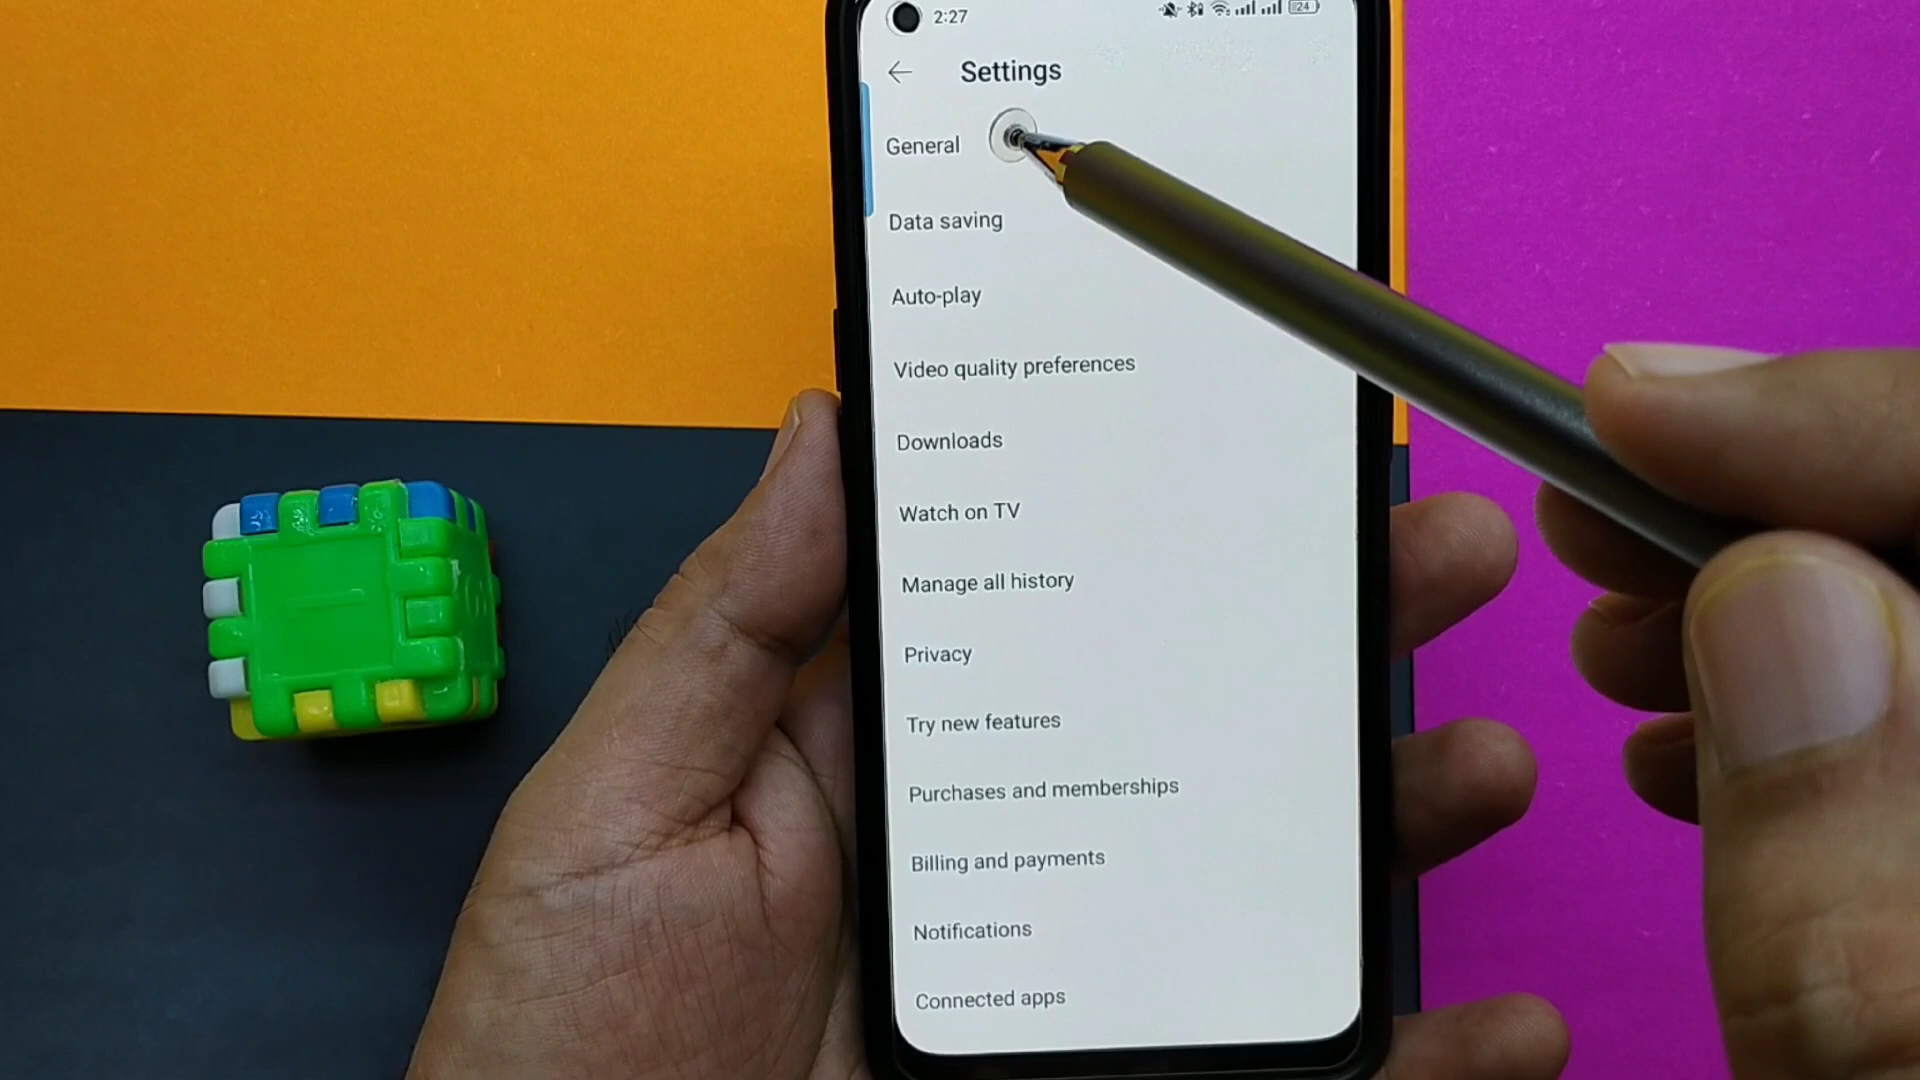 2:27
24
Settings
General
Data saving
Auto-play
Video quality preferences
Downloads
Watch on TV
Manage all history
Privacy
Try new features
Purchases and memberships
Billing and payments
Notifications
Connected apps